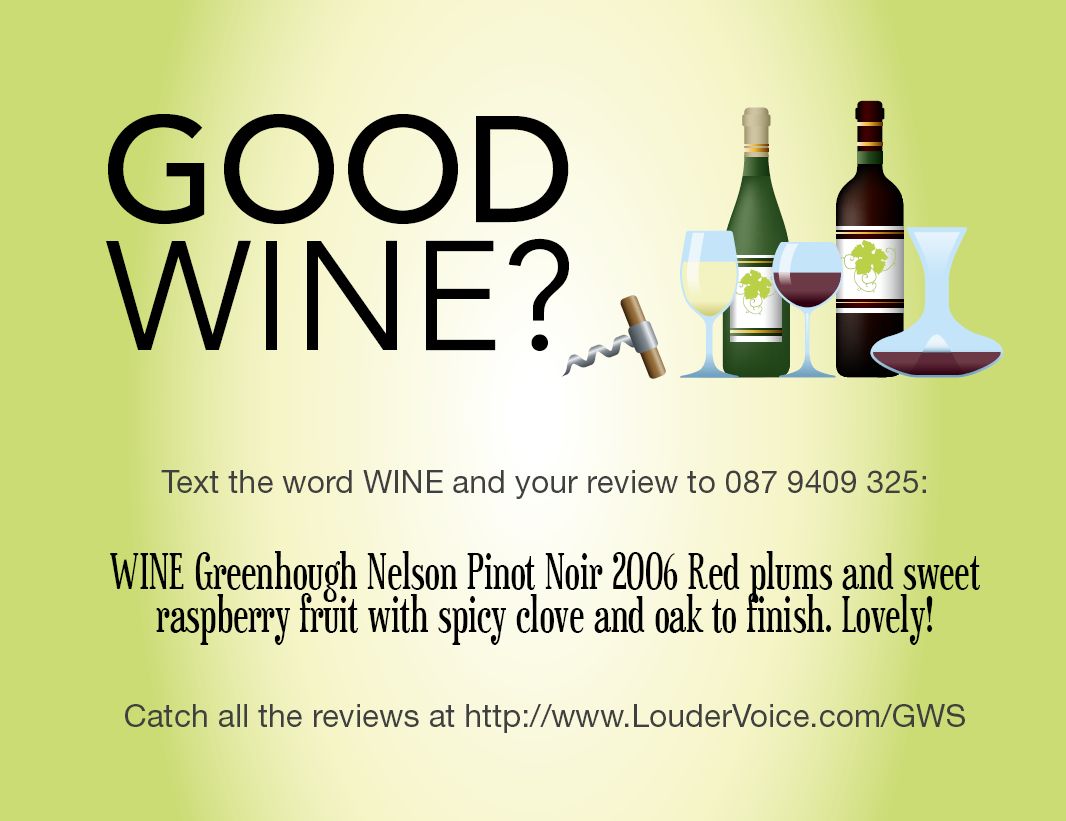 GOOD
WINE?
Text the word WINE and your review to 087 9409 325:
WINE Greenhough Nelson Pinot Noir 2006 Red plums and sweet
raspberry fruit with spicy clove and oak to finish. Lovely!
Catch all the reviews at http://www.LouderVoice.com/GWS